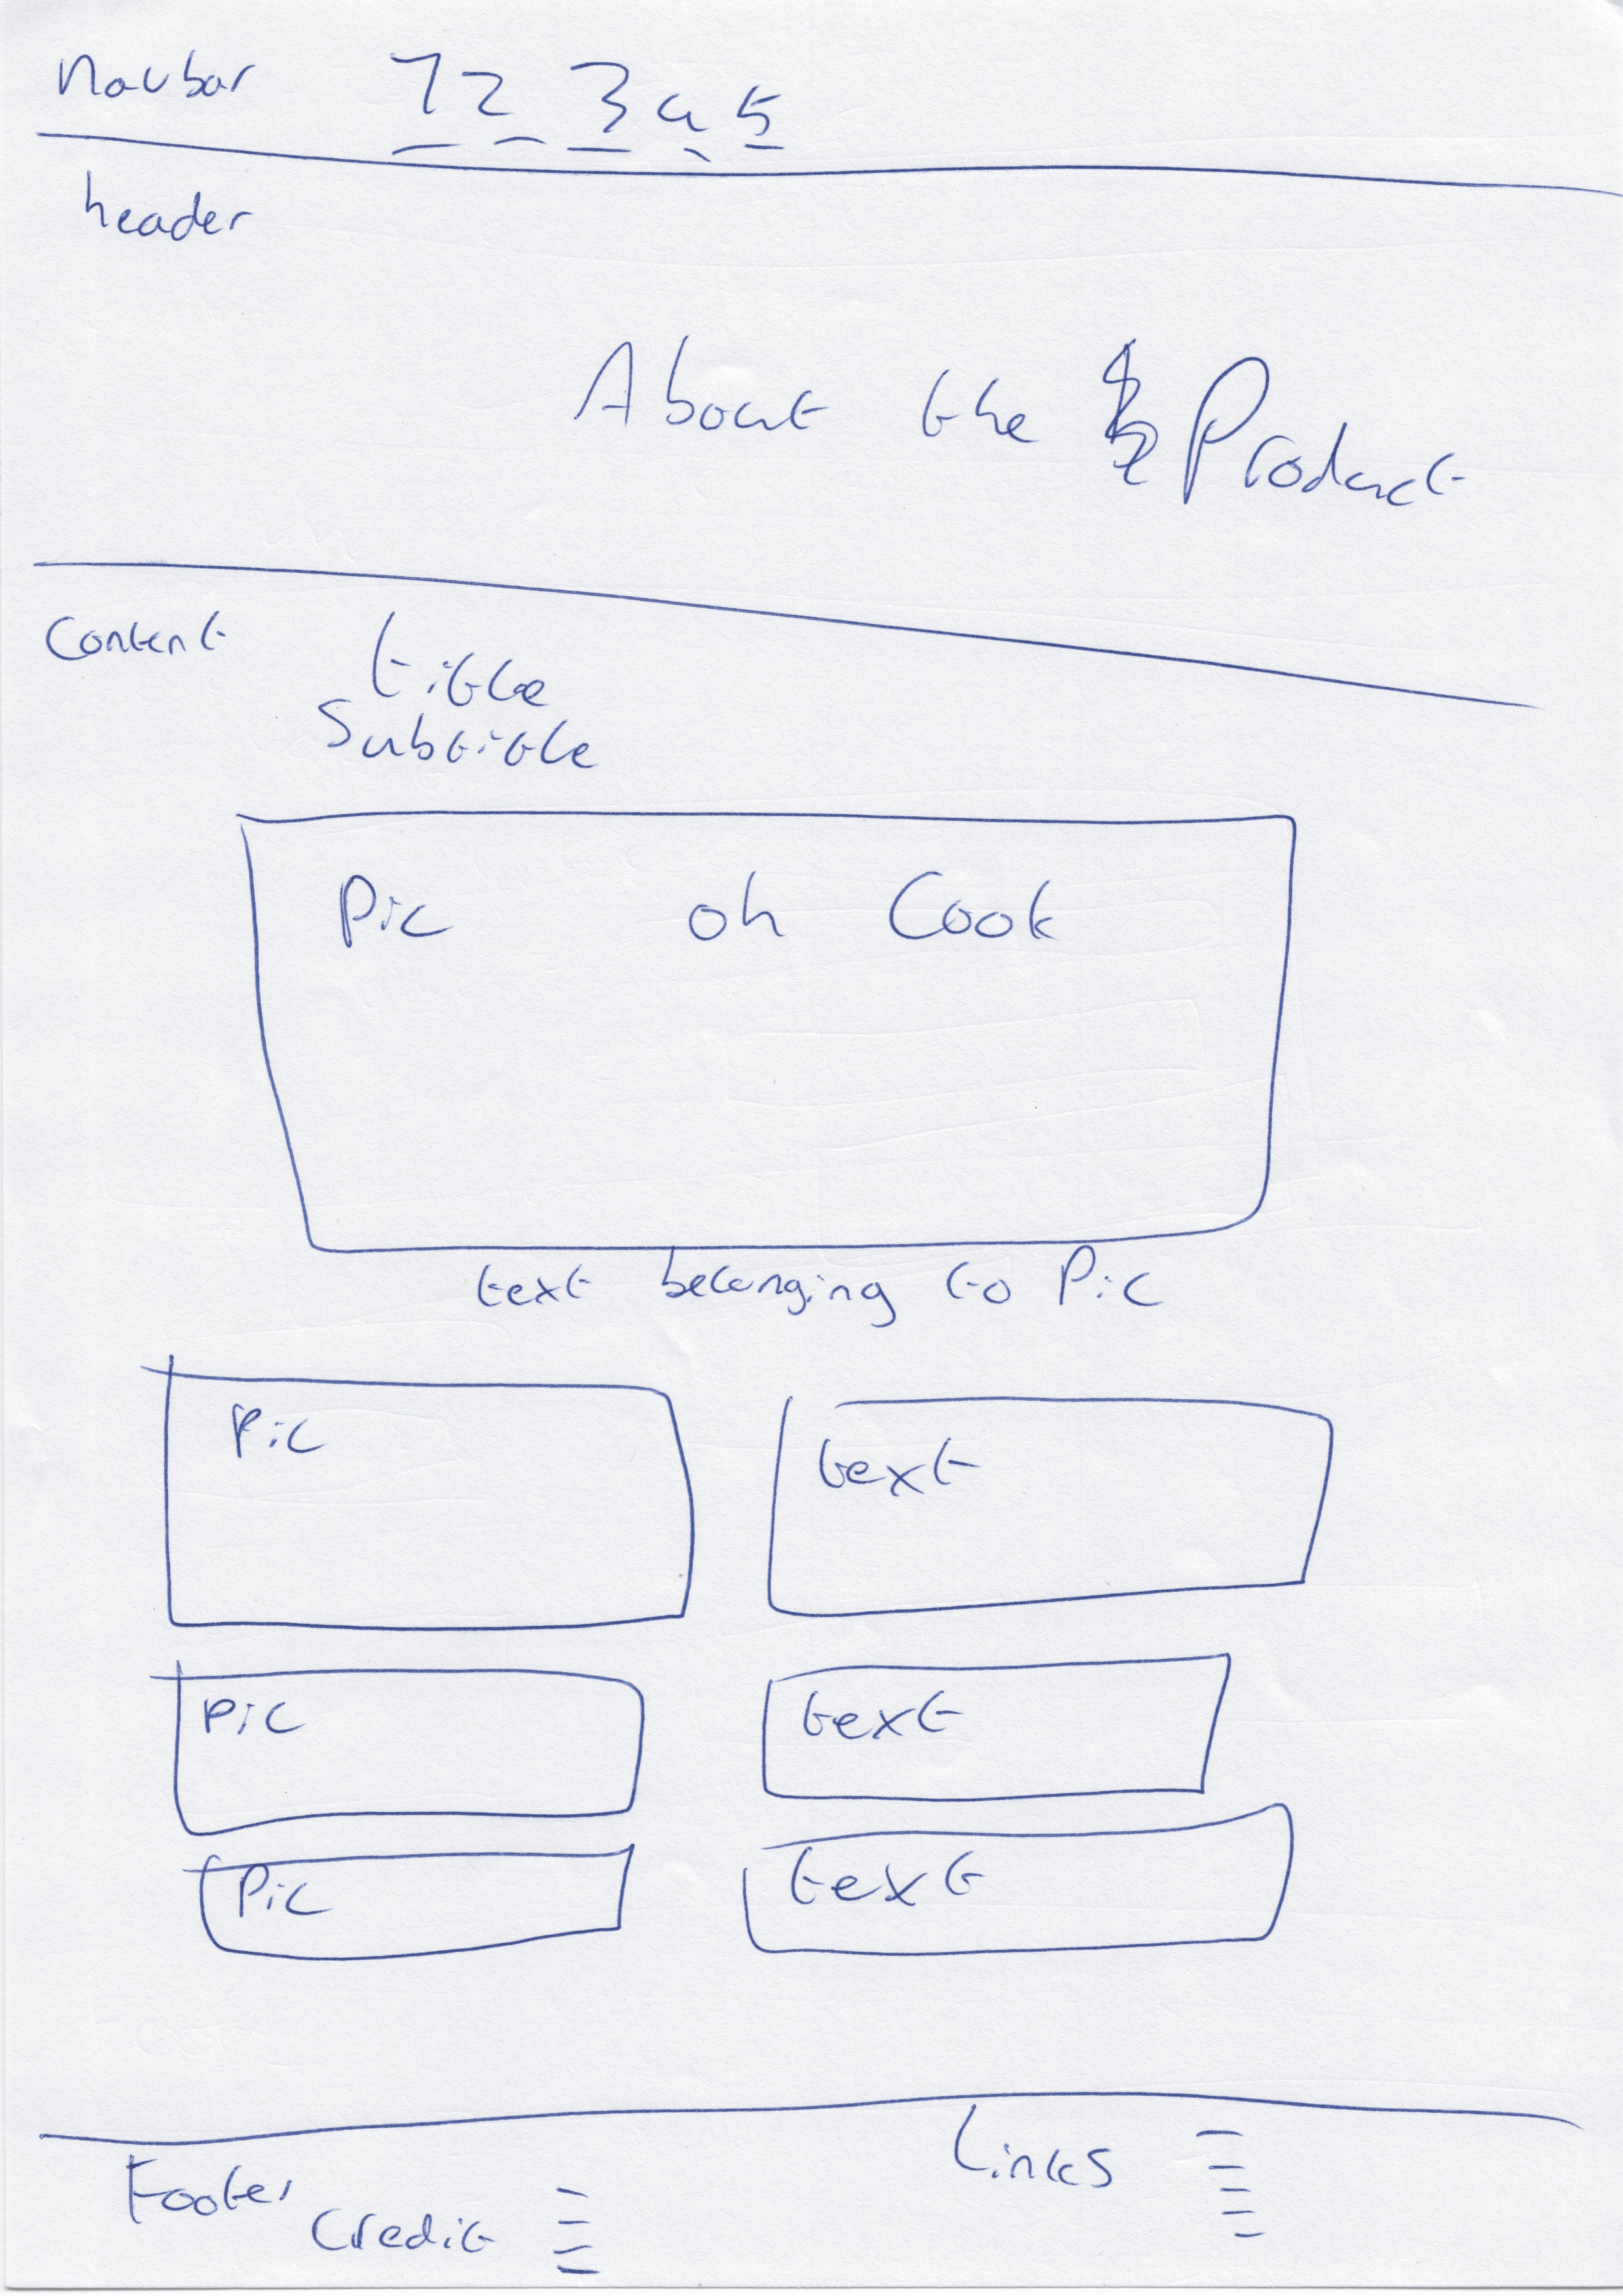 Navbar 1 2 3 4 5
header
About the Product
Content
title
Subtitle
Pic oh Cook
text belonging to Pic
Pic text
Pic text
Pic text
Footer Links
Credit